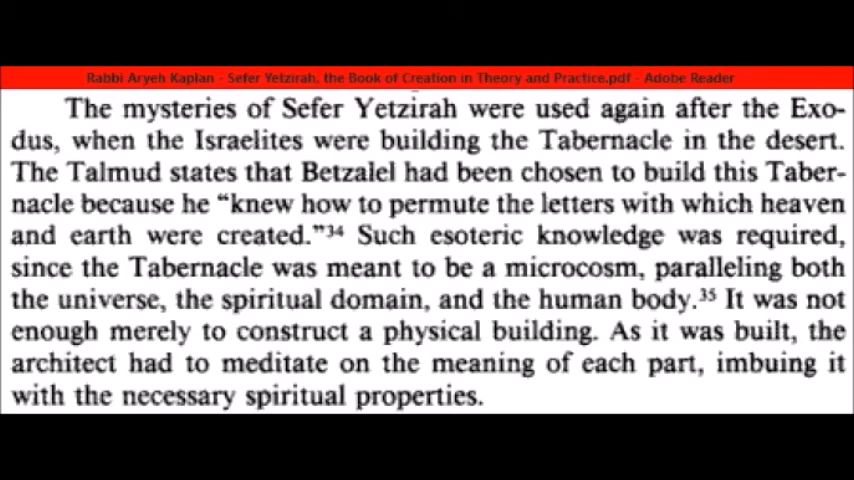 Rabbi Aryeh Kaplan - Sefer Yetzirah, the Book of Creation in Theory and Practice.pdf - Adobe Reader
The mysteries of Sefer Yetzirah were used again after the Exo-
dus, when the Israelites were building the Tabernacle in the desert.
The Talmud states that Betzalel had been chosen to build this Taber-
nacle because he “knew how to permute the letters with which heaven
and earth were created.”³⁴ Such esoteric knowledge was required,
since the Tabernacle was meant to be a microcosm, paralleling both
the universe, the spiritual domain, and the human body.³⁵ It was not
enough merely to construct a physical building. As it was built, the
architect had to meditate on the meaning of each part, imbuing it
with the necessary spiritual properties.